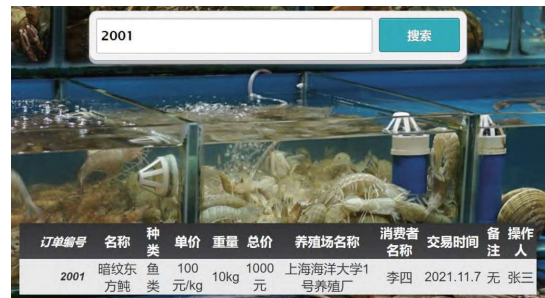 2001 搜索
订单编号 名称 种类 单价 重量 总价 养殖场名称 消费者名称 交易时间 备注 操作人
2001 暗纹东方鲀 鱼类 100元/kg 10kg 1000元 上海海洋大学1号养殖厂 李四 2021.11.7 无 张三